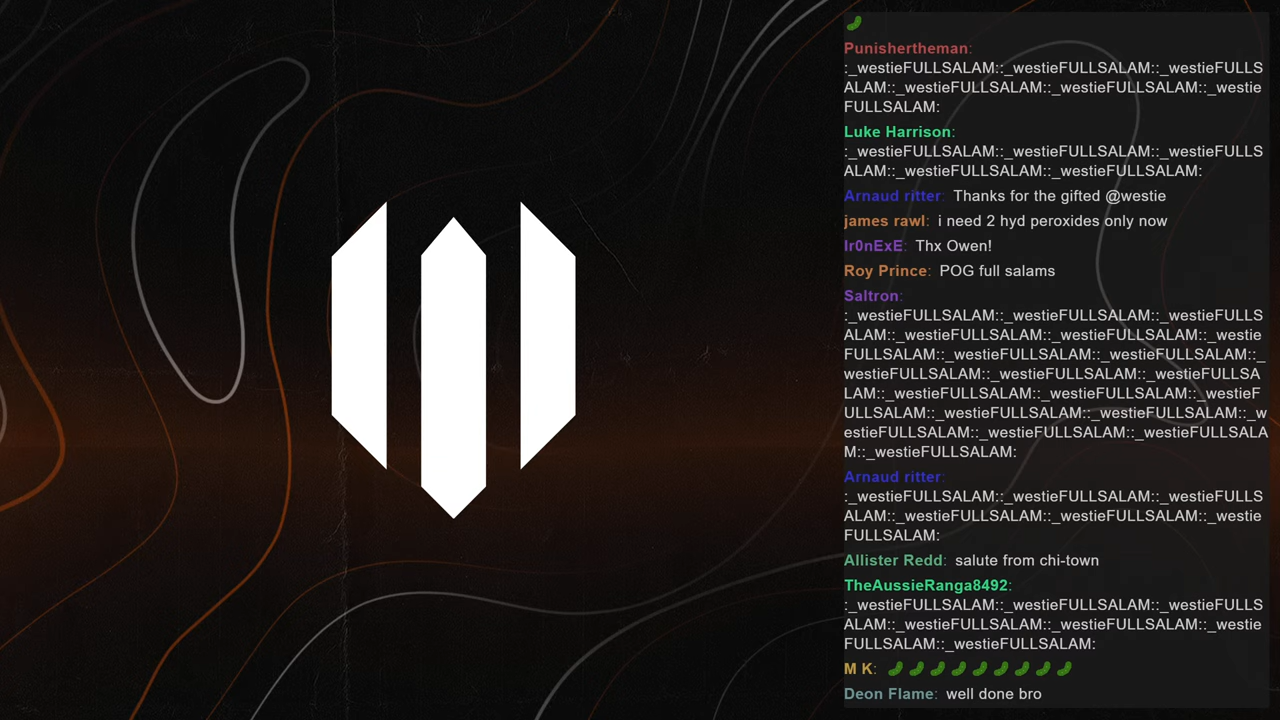 Punishertheman:
:_westieFULLSALAM::_westieFULLSALAM::_westieFULLS
ALAM::_westieFULLSALAM::_westieFULLSALAM::_westie
FULLSALAM:
Luke Harrison:
:_westieFULLSALAM::_westieFULLSALAM::_westieFULLS
ALAM::_westieFULLSALAM::_westieFULLSALAM:
Arnaud ritter: Thanks for the gifted @westie
james rawl: i need 2 hyd peroxides only now
Ir0nExE: Thx Owen!
Roy Prince: POG full salams
Saltron:
:_westieFULLSALAM::_westieFULLSALAM::_westieFULLS
ALAM::_westieFULLSALAM::_westieFULLSALAM::_westie
FULLSALAM::_westieFULLSALAM::_westieFULLSALAM::_
westieFULLSALAM::_westieFULLSALAM::_westieFULLSA
LAM::_westieFULLSALAM::_westieFULLSALAM::_westieF
ULLSALAM::_westieFULLSALAM::_westieFULLSALAM::_w
estieFULLSALAM::_westieFULLSALAM::_westieFULLSALA
M::_westieFULLSALAM:
Arnaud ritter:
:_westieFULLSALAM::_westieFULLSALAM::_westieFULLS
ALAM::_westieFULLSALAM::_westieFULLSALAM::_westie
FULLSALAM:
Allister Redd: salute from chi-town
TheAussieRanga8492:
:_westieFULLSALAM::_westieFULLSALAM::_westieFULLS
ALAM::_westieFULLSALAM::_westieFULLSALAM::_westie
FULLSALAM::_westieFULLSALAM:
M K: 🥒🥒🥒🥒🥒🥒🥒🥒🥒
Deon Flame: well done bro